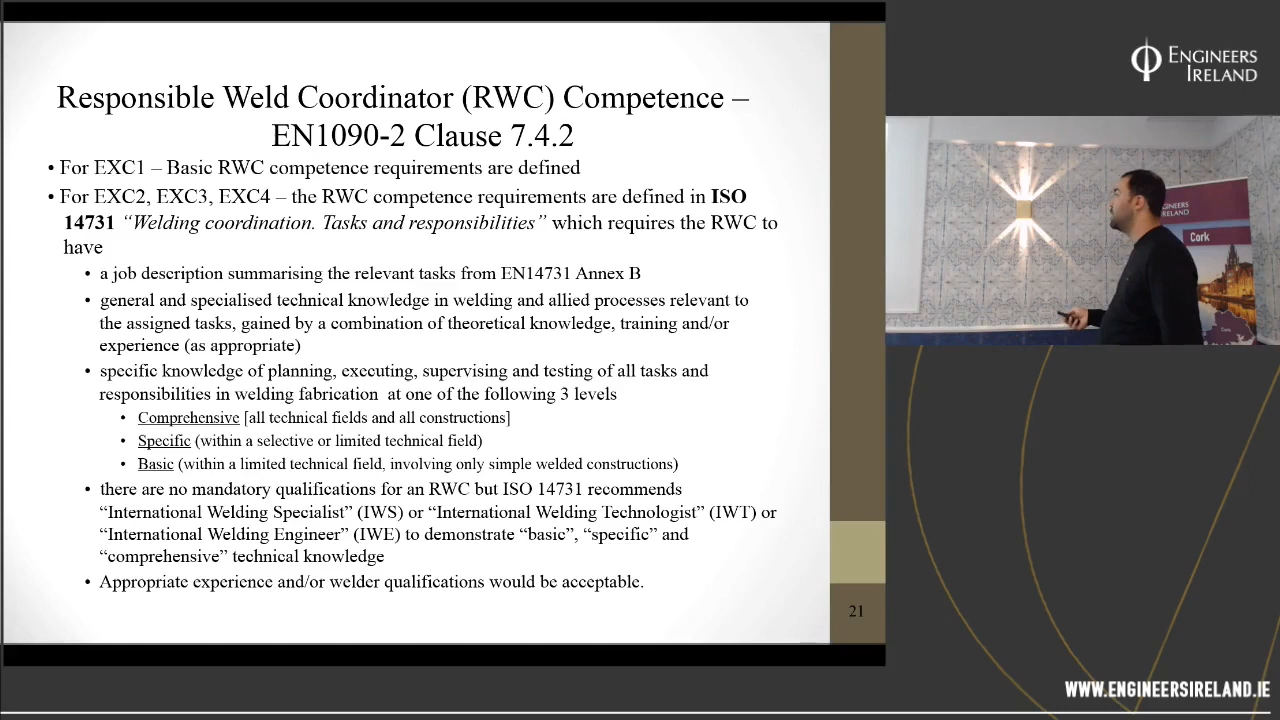 Responsible Weld Coordinator (RWC) Competence –
EN1090-2 Clause 7.4.2
• For EXC1 – Basic RWC competence requirements are defined
• For EXC2, EXC3, EXC4 – the RWC competence requirements are defined in ISO
14731 “Welding coordination. Tasks and responsibilities” which requires the RWC to
have
• a job description summarising the relevant tasks from EN14731 Annex B
• general and specialised technical knowledge in welding and allied processes relevant to
the assigned tasks, gained by a combination of theoretical knowledge, training and/or
experience (as appropriate)
• specific knowledge of planning, executing, supervising and testing of all tasks and
responsibilities in welding fabrication at one of the following 3 levels
• Comprehensive [all technical fields and all constructions]
• Specific (within a selective or limited technical field)
• Basic (within a limited technical field, involving only simple welded constructions)
• there are no mandatory qualifications for an RWC but ISO 14731 recommends
“International Welding Specialist” (IWS) or “International Welding Technologist” (IWT) or
“International Welding Engineer” (IWE) to demonstrate “basic”, “specific” and
“comprehensive” technical knowledge
• Appropriate experience and/or welder qualifications would be acceptable.
21
ENGINEERS
IRELAND
ENGINEERS
IRELAND
Cork
WWW.ENGINEERSIRELAND.IE